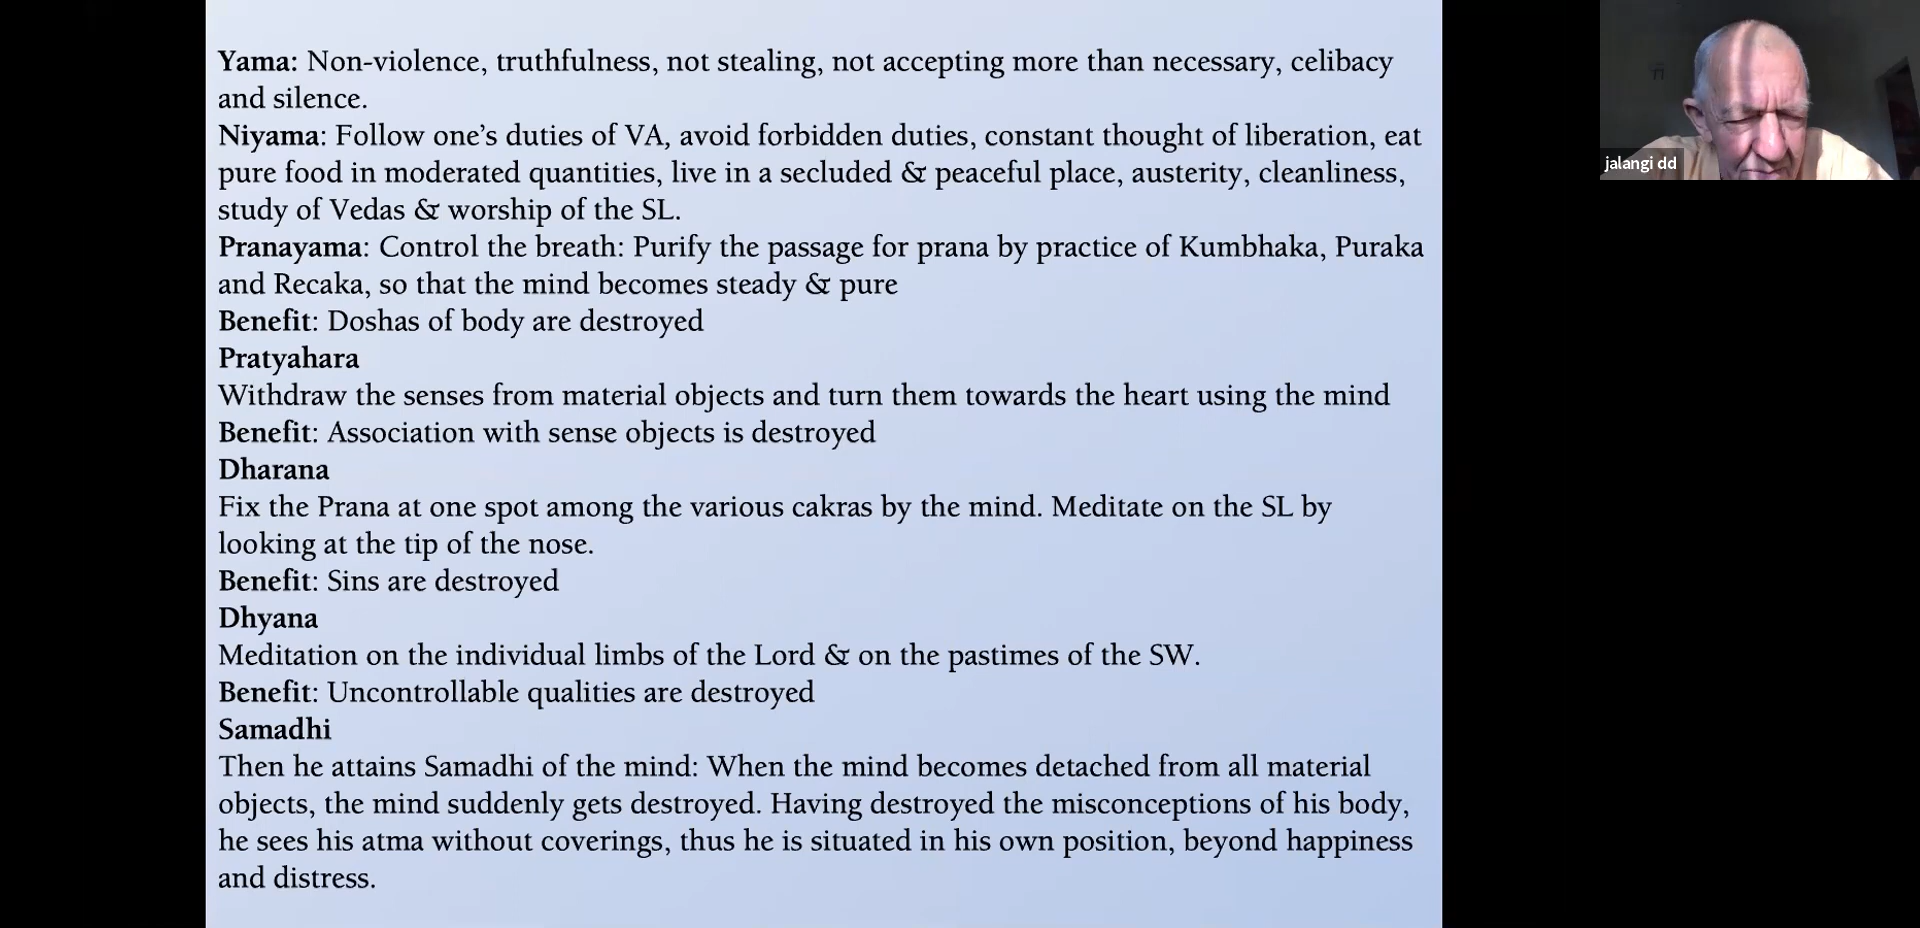 Yama: Non-violence, truthfulness, not stealing, not accepting more than necessary, celibacy
and silence.
Niyama: Follow one’s duties of VA, avoid forbidden duties, constant thought of liberation, eat
pure food in moderated quantities, live in a secluded & peaceful place, austerity, cleanliness,
study of Vedas & worship of the SL.
Pranayama: Control the breath: Purify the passage for prana by practice of Kumbhaka, Puraka
and Recaka, so that the mind becomes steady & pure
Benefit: Doshas of body are destroyed
Pratyahara
Withdraw the senses from material objects and turn them towards the heart using the mind
Benefit: Association with sense objects is destroyed
Dharana
Fix the Prana at one spot among the various cakras by the mind. Meditate on the SL by
looking at the tip of the nose.
Benefit: Sins are destroyed
Dhyana
Meditation on the individual limbs of the Lord & on the pastimes of the SW.
Benefit: Uncontrollable qualities are destroyed
Samadhi
Then he attains Samadhi of the mind: When the mind becomes detached from all material
objects, the mind suddenly gets destroyed. Having destroyed the misconceptions of his body,
he sees his atma without coverings, thus he is situated in his own position, beyond happiness
and distress.
jalangi dd